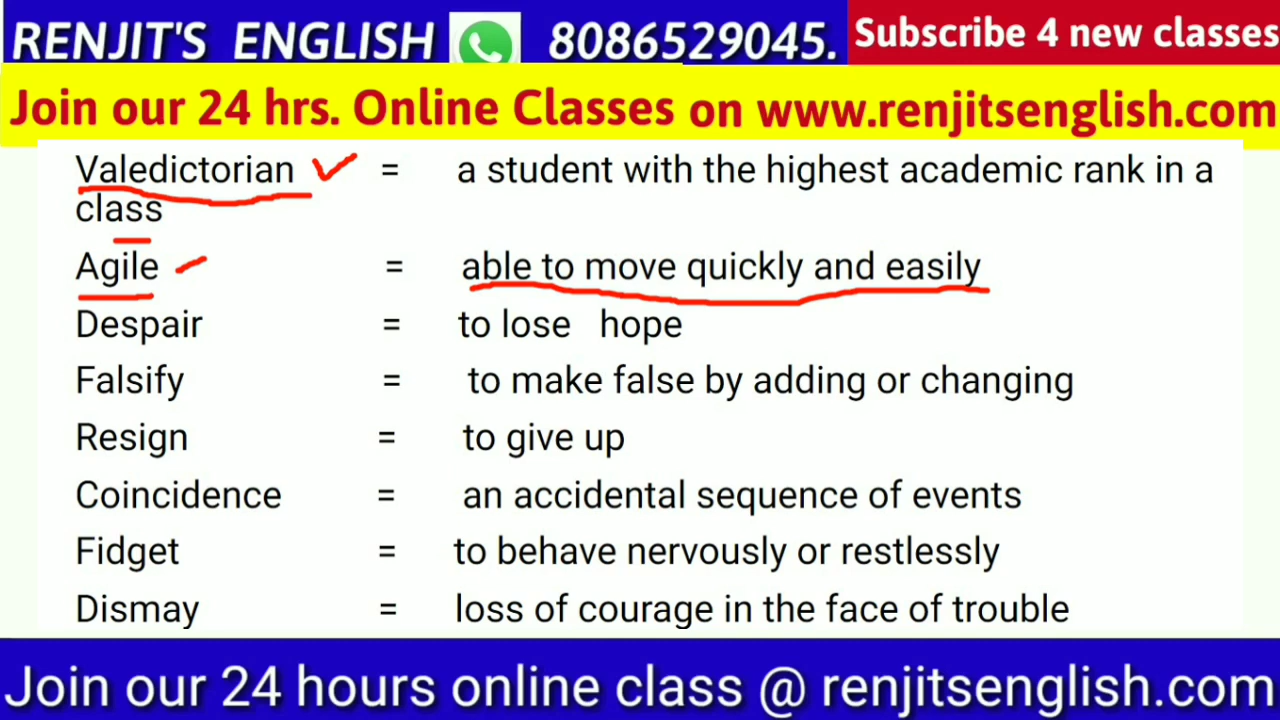 RENJIT'S ENGLISH 8086529045. Subscribe 4 new classes
Join our 24 hrs. Online Classes on www.renjitsenglish.com
Valedictorian = a student with the highest academic rank in a
class
Agile = able to move quickly and easily
Despair = to lose hope
Falsify = to make false by adding or changing
Resign = to give up
Coincidence = an accidental sequence of events
Fidget = to behave nervously or restlessly
Dismay = loss of courage in the face of trouble
Join our 24 hours online class @ renjitsenglish.com